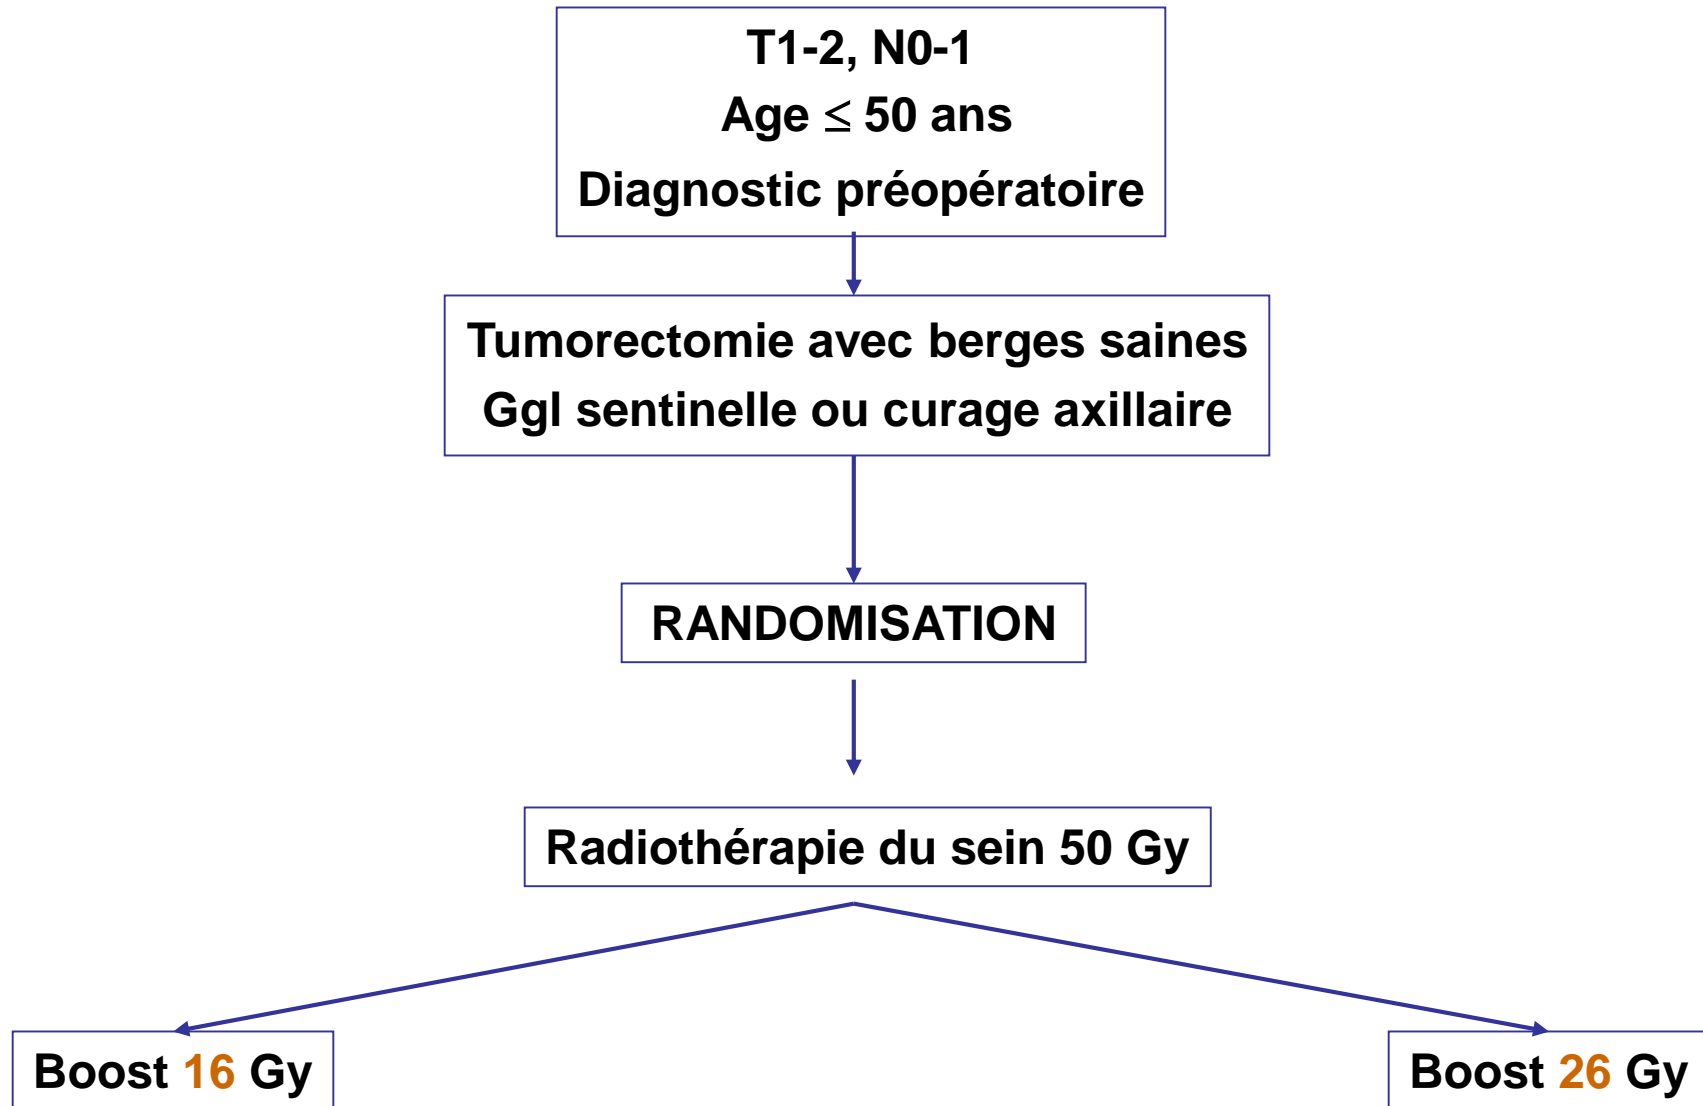 T1-2, N0-1
Age ≤ 50 ans
Diagnostic préopératoire
Tumorectomie avec berges saines
Ggl sentinelle ou curage axillaire
RANDOMISATION
Radiothérapie du sein 50 Gy
Boost 16 Gy
Boost 26 Gy